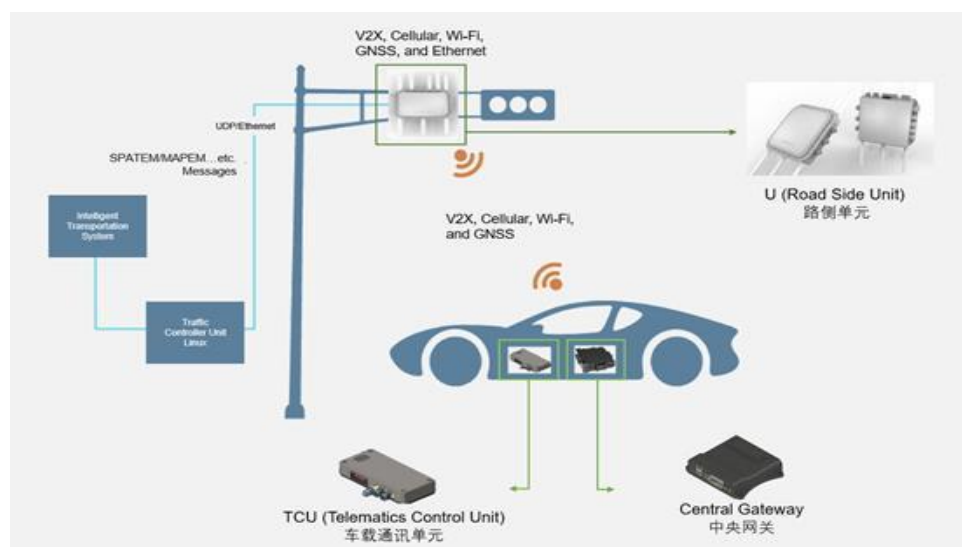 V2X, Cellular, Wi-Fi,
GNSS, and Ethernet
UDP/Ethernet
SPATEM/MAPEM...etc.
Messages
Intelligent
Transportation
System
Traffic
Controller Unit
Linux
U (Road Side Unit)
路侧单元
V2X, Cellular, Wi-Fi,
and GNSS
TCU (Telematics Control Unit)
车载通讯单元
Central Gateway
中央网关